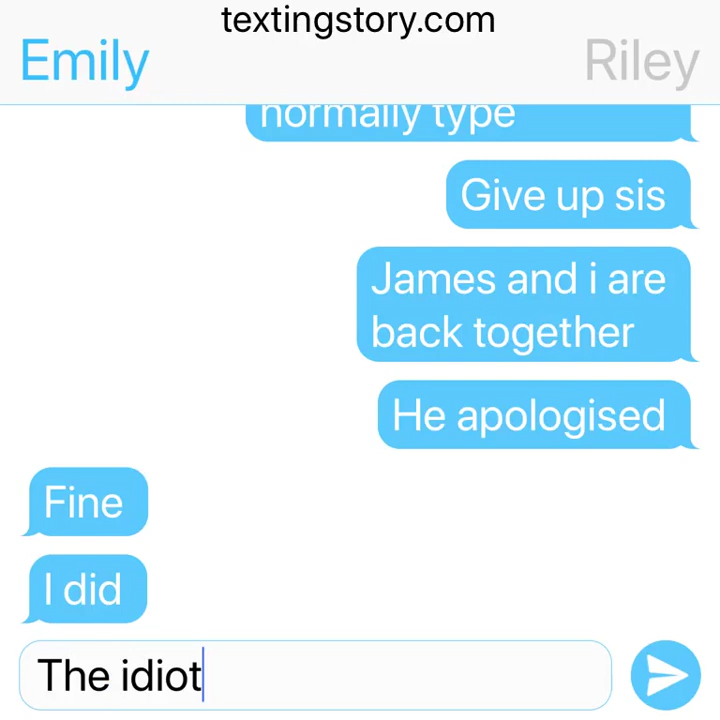 textingstory.com
Emily
Riley
normally type
Give up sis
James and i are
back together
He apologised
Fine
I did
The idiot